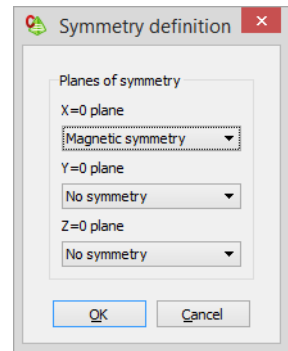 Symmetry definition
Planes of symmetry
X=0 plane
Magnetic symmetry
Y=0 plane
No symmetry
Z=0 plane
No symmetry
OK Cancel